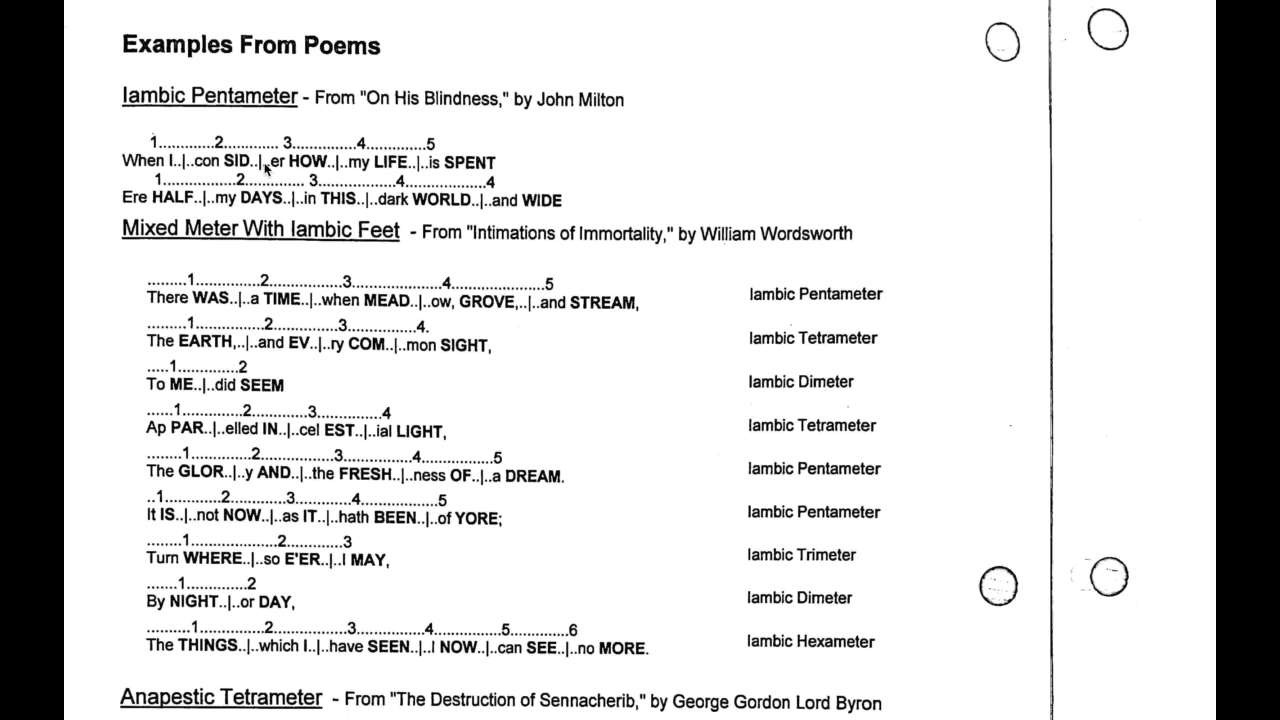 Examples From Poems
Iambic Pentameter - From "On His Blindness," by John Milton
1.............2............. 3...............4..............5
When I..|..con SID..|..er HOW..|..my LIFE..|..is SPENT
1.................2............. 3..................4...................4
Ere HALF..|..my DAYS..|..in THIS..|..dark WORLD..|..and WIDE
Mixed Meter With Iambic Feet - From "Intimations of Immortality," by William Wordsworth
.........1...............2.................3.....................4.....................5
There WAS..|..a TIME..|..when MEAD..|..ow, GROVE,..|..and STREAM, Iambic Pentameter
.........1.................2...............3.................4.
The EARTH,..|..and EV..|..ry COM..|..mon SIGHT, Iambic Tetrameter
.....1..............2
To ME..|..did SEEM Iambic Dimeter
......1..............2.............3................4
Ap PAR..|..elled IN..|..cel EST..|..ial LIGHT, Iambic Tetrameter
........1..............2..................3.................4.................5
The GLOR..|..y AND..|..the FRESH..|..ness OF..|..a DREAM. Iambic Pentameter
..1.............2.............3.............4..................5
It IS..|..not NOW..|..as IT..|..hath BEEN..|..of YORE; Iambic Pentameter
........1.....................2.............3
Turn WHERE..|..so E'ER..|..I MAY, Iambic Trimeter
.......1..............2
By NIGHT..|..or DAY, Iambic Dimeter
..........1................2..................3.................4................5.............6
The THINGS..|..which I..|..have SEEN..|..I NOW..|..can SEE..|..no MORE. Iambic Hexameter
Anapestic Tetrameter - From "The Destruction of Sennacherib," by George Gordon Lord Byron